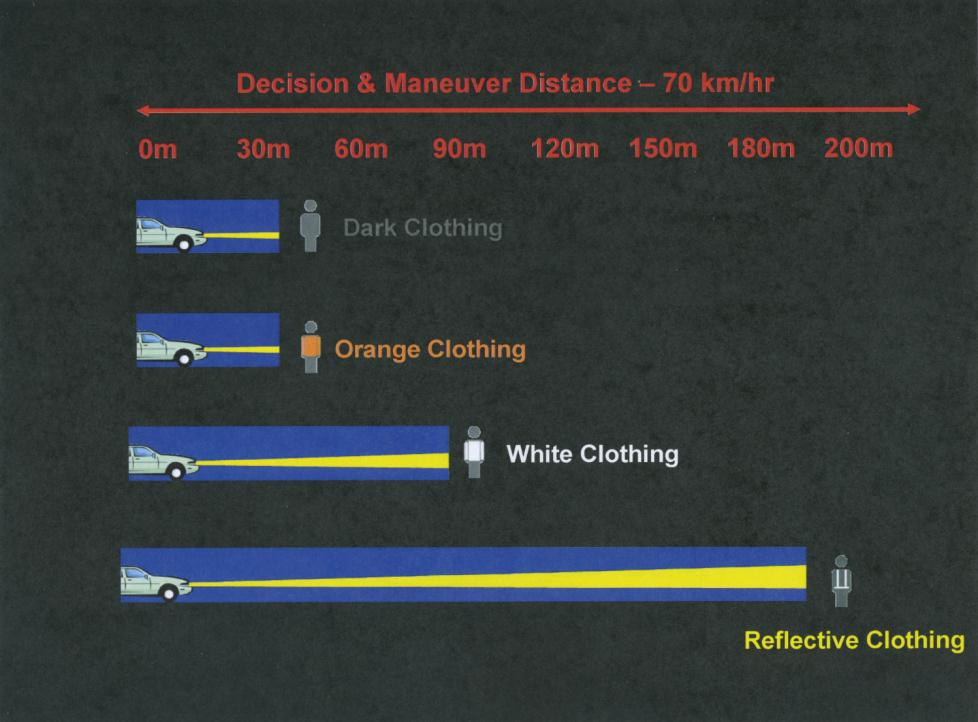 Decision & Maneuver Distance – 70 km/hr
0m 30m 60m 90m 120m 150m 180m 200m
Dark Clothing
Orange Clothing
White Clothing
Reflective Clothing